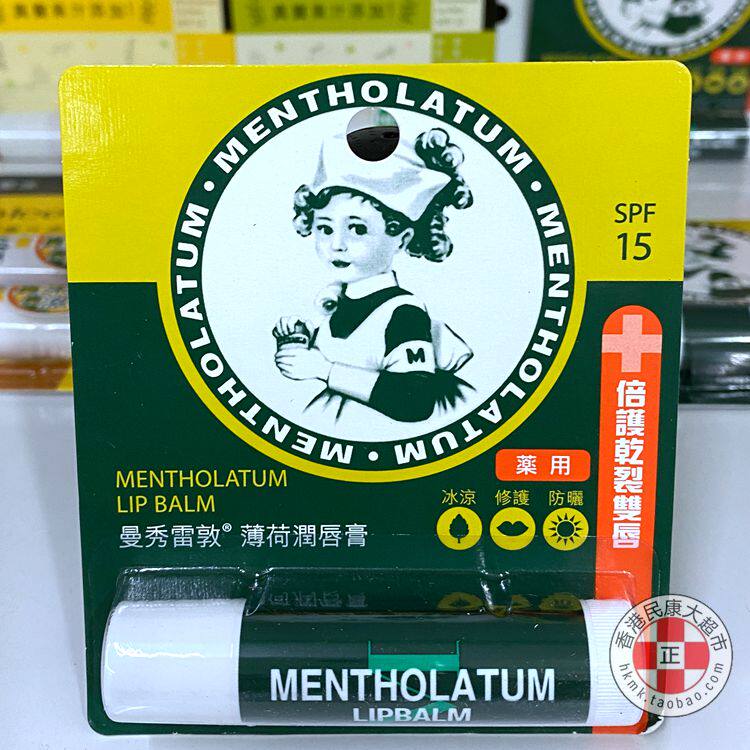 MENTHOLATUM • MENTHOLATUM • MENTHOLATUM •
M
SPF
15
倍護乾裂雙唇
薬用
MENTHOLATUM
LIP BALM
冰涼 修護 防曬
曼秀雷敦® 薄荷潤唇膏
MENTHOLATUM
LIPBALM
香港民康大超市
正
hkmk.taobao.com